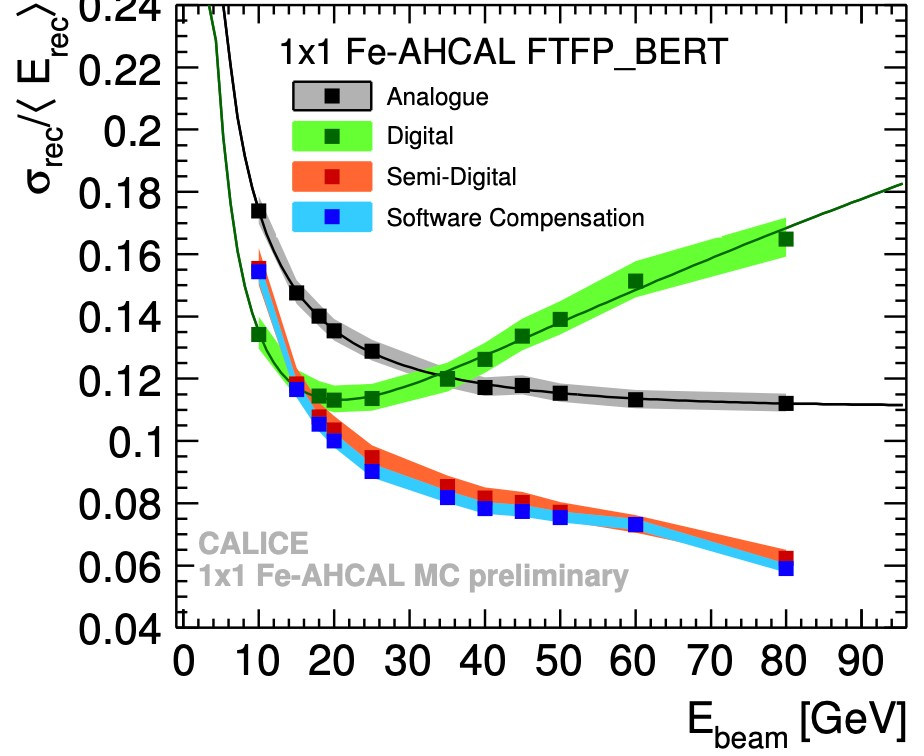 σrec/⟨ Erec⟩
0.24
0.22
0.2
0.18
0.16
0.14
0.12
0.1
0.08
0.06
0.04
1x1 Fe-AHCAL FTFP_BERT
Analogue
Digital
Semi-Digital
Software Compensation
CALICE
1x1 Fe-AHCAL MC preliminary
0 10 20 30 40 50 60 70 80 90
Ebeam [GeV]